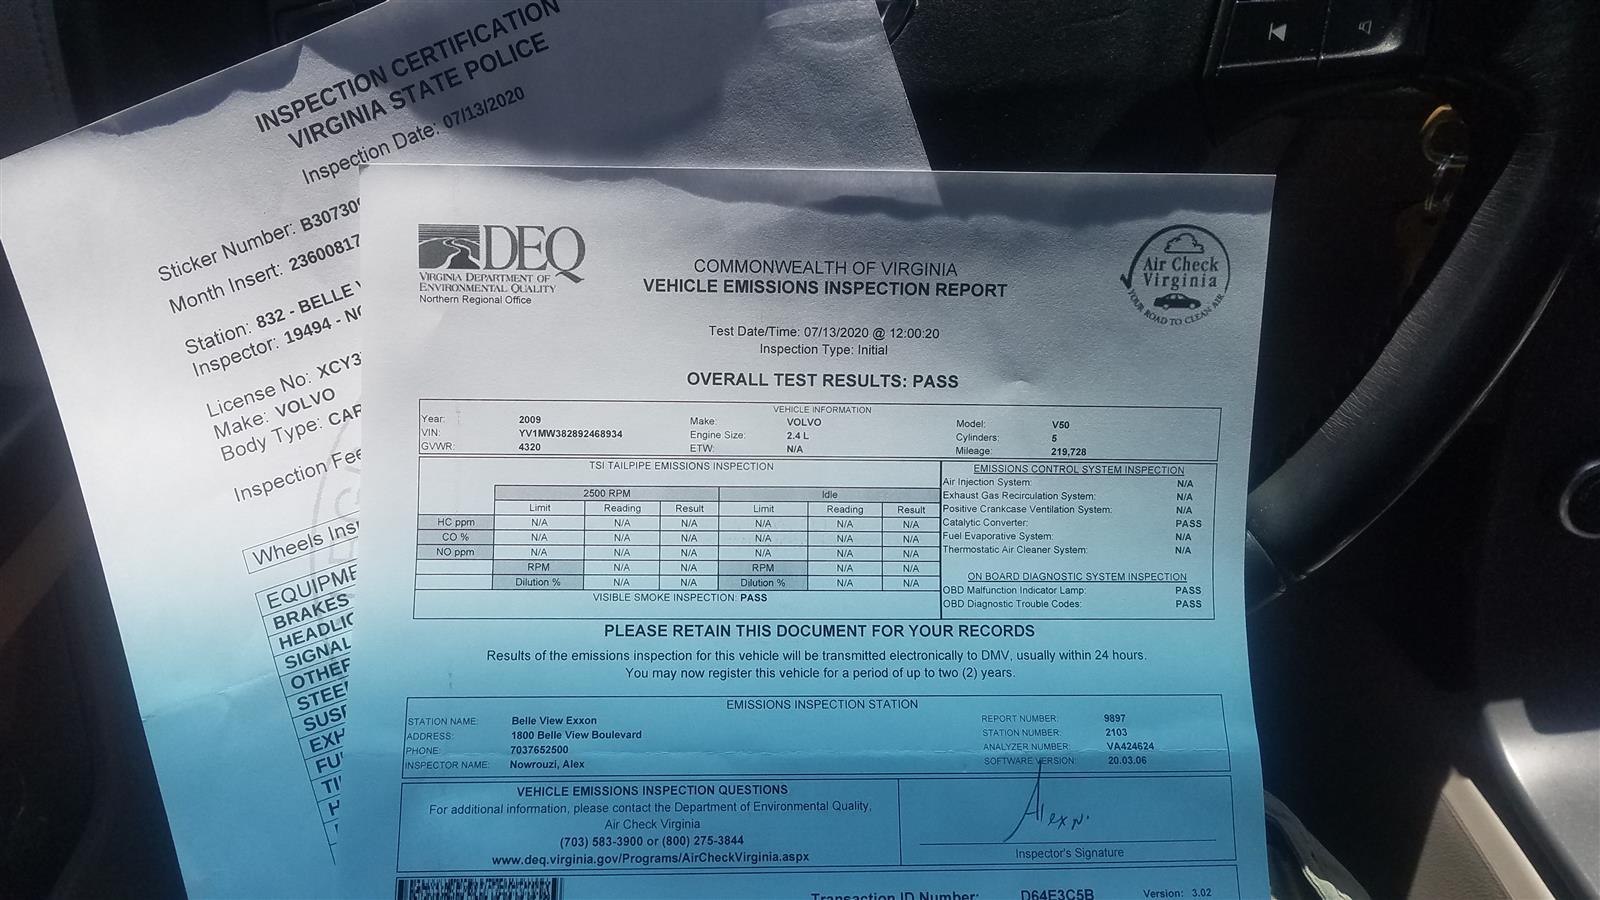 INSPECTION CERTIFICATION
VIRGINIA STATE POLICE
Inspection Date: 07/13/2020
Sticker Number:
Month Insert:
Station: 832 - BELLE
Inspector: 19494 -
License No:
Make: VOLVO
Body Type:
Inspection
Wheels
BRAKES
DEQ
VIRGINIA DEPARTMENT OF
ENVIRONMENTAL QUALITY
Northern Regional Office
COMMONWEALTH OF VIRGINIA
VEHICLE EMISSIONS INSPECTION REPORT
Air Check
Virginia
YOUR ROAD TO CLEAN AIR
Test Date/Time: 07/13/2020 @ 12:00:20
Inspection Type: Initial
OVERALL TEST RESULTS: PASS
VEHICLE INFORMATION
Year: 2009 Make: VOLVO Model: V50
VIN: YV1MW382892468934 Engine Size: 2.4 L Cylinders: 5
GVWR: 4320 ETW: N/A Mileage: 219,728
TSI TAILPIPE EMISSIONS INSPECTION
2500 RPM Idle
Limit Reading Result Limit Reading Result
HC ppm N/A N/A N/A N/A N/A N/A
CO % N/A N/A N/A N/A N/A N/A
NO ppm N/A N/A N/A N/A N/A N/A
RPM N/A N/A RPM N/A N/A
Dilution % N/A N/A Dilution % N/A N/A
VISIBLE SMOKE INSPECTION: PASS
EMISSIONS CONTROL SYSTEM INSPECTION
Air Injection System: N/A
Exhaust Gas Recirculation System: N/A
Positive Crankcase Ventilation System: N/A
Catalytic Converter: PASS
Fuel Evaporative System: N/A
Thermostatic Air Cleaner System: N/A
ON BOARD DIAGNOSTIC SYSTEM INSPECTION
OBD Malfunction Indicator Lamp: PASS
OBD Diagnostic Trouble Codes: PASS
PLEASE RETAIN THIS DOCUMENT FOR YOUR RECORDS
Results of the emissions inspection for this vehicle will be transmitted electronically to DMV, usually within 24 hours.
You may now register this vehicle for a period of up to two (2) years.
EMISSIONS INSPECTION STATION
STATION NAME: Belle View Exxon REPORT NUMBER: 9897
ADDRESS: 1800 Belle View Boulevard STATION NUMBER: 2103
PHONE: 7037652500 ANALYZER NUMBER: VA424624
INSPECTOR NAME: Nowrouzi, Alex SOFTWARE VERSION: 20.03.06
VEHICLE EMISSIONS INSPECTION QUESTIONS
For additional information, please contact the Department of Environmental Quality,
Air Check Virginia
(703) 583-3900 or (800) 275-3844
www.deq.virginia.gov/Programs/AirCheckVirginia.aspx
Alex N.
Inspector's Signature
Transaction ID Number: D64E3C5B Version: 3.02